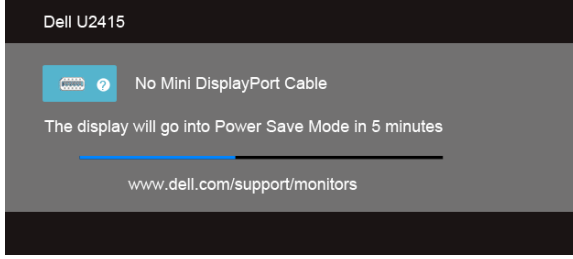 Dell U2415
No Mini DisplayPort Cable
The display will go into Power Save Mode in 5 minutes
www.dell.com/support/monitors